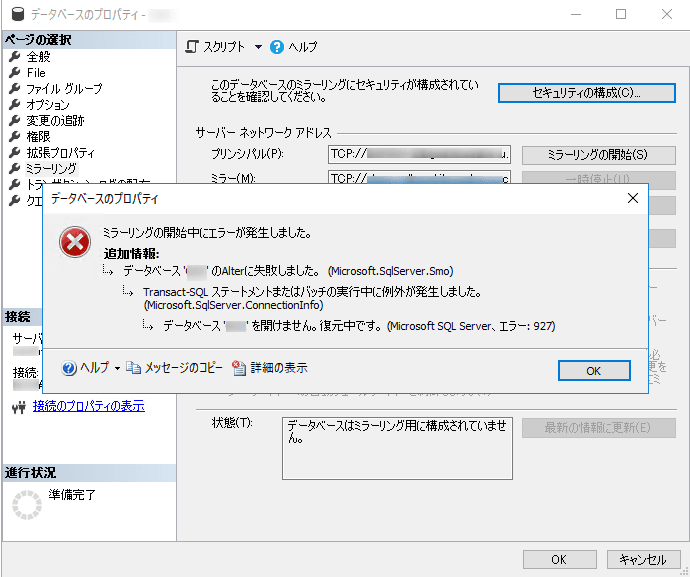 データベースのプロパティ -
ページの選択
全般
File
ファイル グループ
オプション
変更の追跡
権限
拡張プロパティ
ミラーリング
トランザクション ログの配布
クエ
スクリプト
ヘルプ
このデータベースのミラーリングにセキュリティが構成されてい
ることを確認してください。
セキュリティの構成(C)...
サーバー ネットワーク アドレス
プリンシパル(P):
TCP://
ミラーリングの開始(S)
ミラー(M):
TCP://
一時停止(U)
データベースのプロパティ
ミラーリングの開始中にエラーが発生しました。
追加情報:
データベース ' ' のAlterに失敗しました。 (Microsoft.SqlServer.Smo)
Transact-SQL ステートメントまたはバッチの実行中に例外が発生しました。
(Microsoft.SqlServer.ConnectionInfo)
データベース ' ' を開けません。復元中です。 (Microsoft SQL Server、エラー: 927)
ヘルプ
メッセージのコピー
詳細の表示
OK
接続
サーバ
接続:
接続のプロパティの表示
状態(T):
データベースはミラーリング用に構成されていませ
ん。
最新の情報に更新(E)
進行状況
準備完了
OK
キャンセル